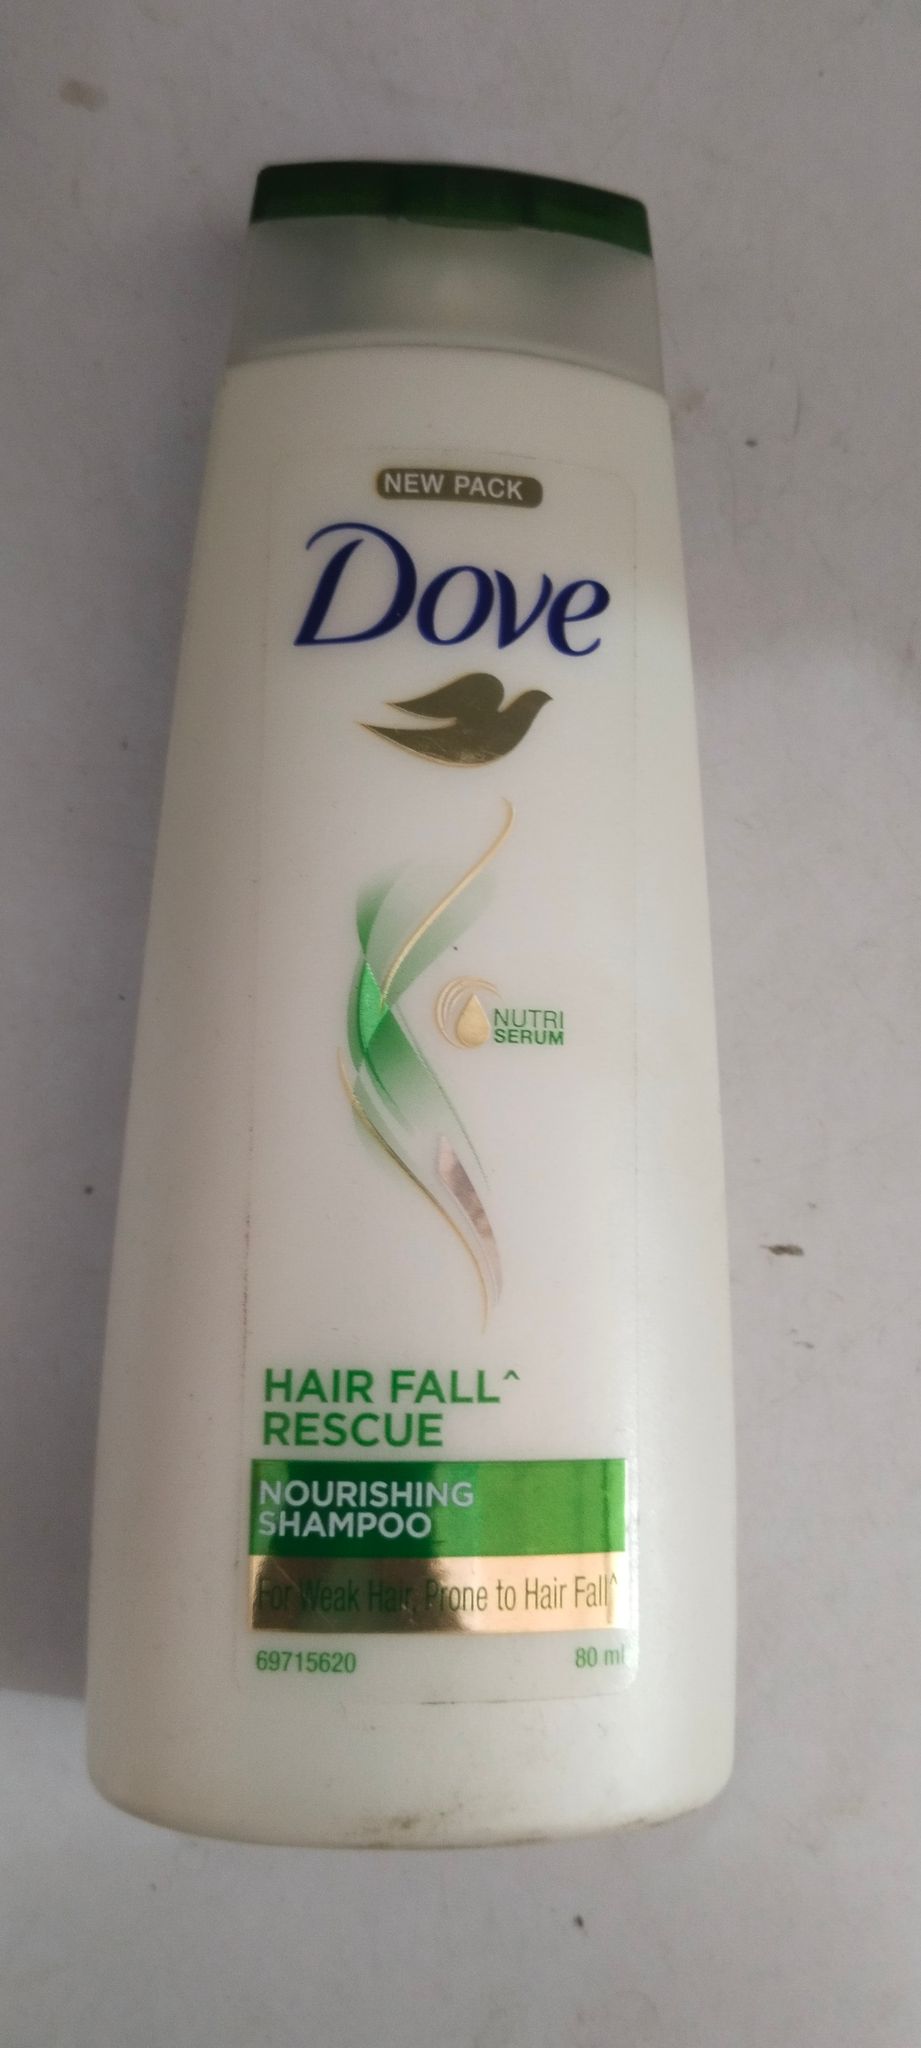 NEW PACK
Dove
NUTRI
SERUM
HAIR FALL^
RESCUE
NOURISHING
SHAMPOO
For Weak Hair, Prone to Hair Fall^
69715620 80 ml